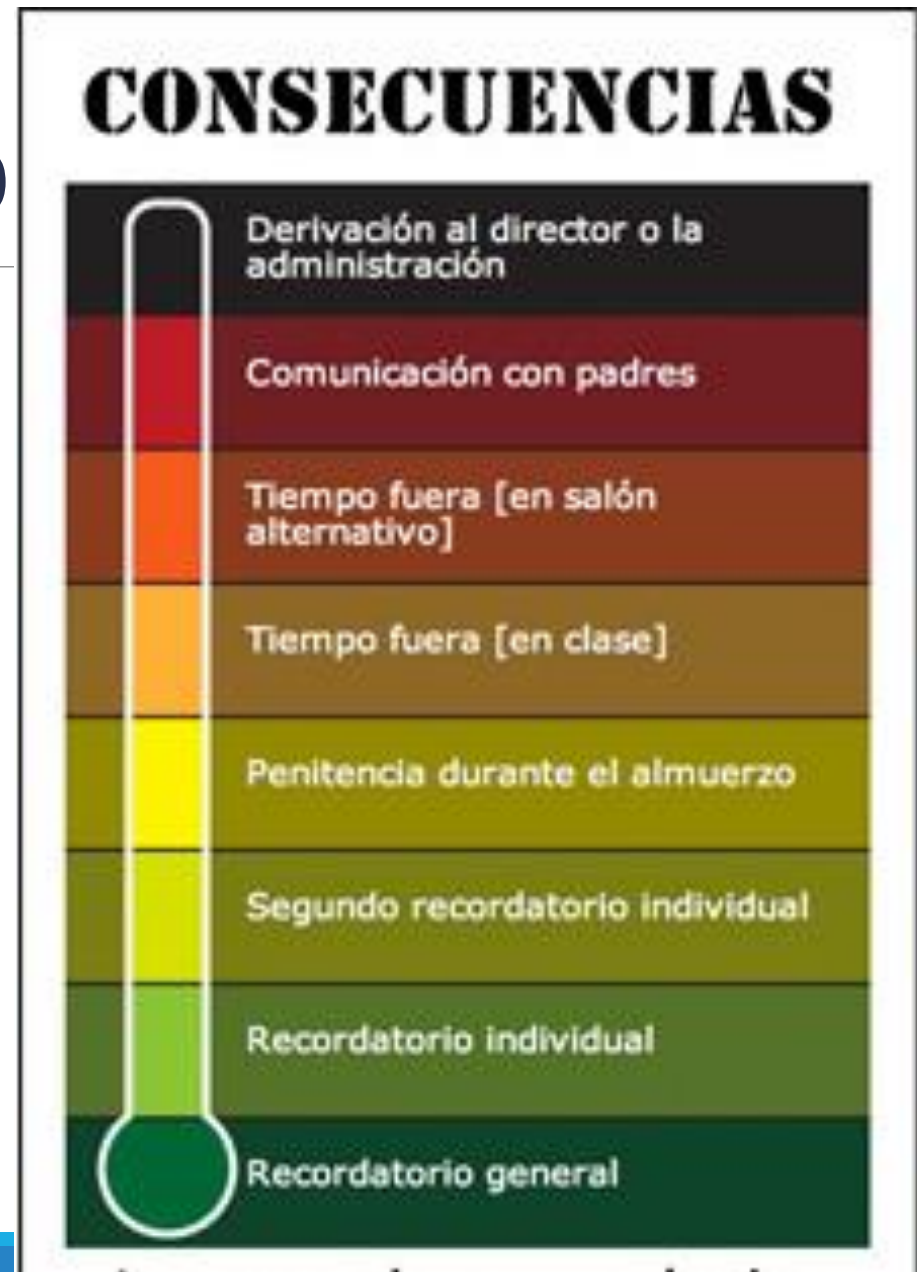 CONSECUENCIAS
Derivación al director o la
administración
Comunicación con padres
Tiempo fuera [en salón
alternativo]
Tiempo fuera [en clase]
Penitencia durante el almuerzo
Segundo recordatorio individual
Recordatorio individual
Recordatorio general